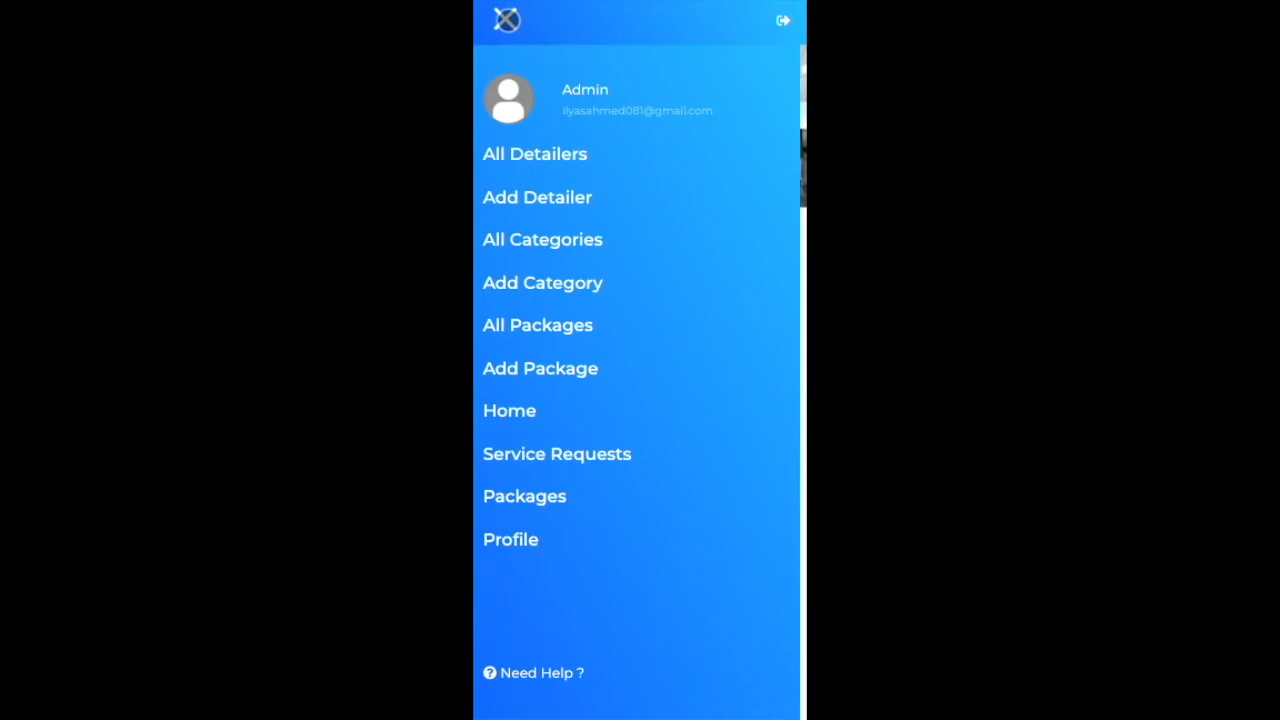 Admin
ilyasahmed081@gmail.com
All Detailers
Add Detailer
All Categories
Add Category
All Packages
Add Package
Home
Service Requests
Packages
Profile
Need Help ?